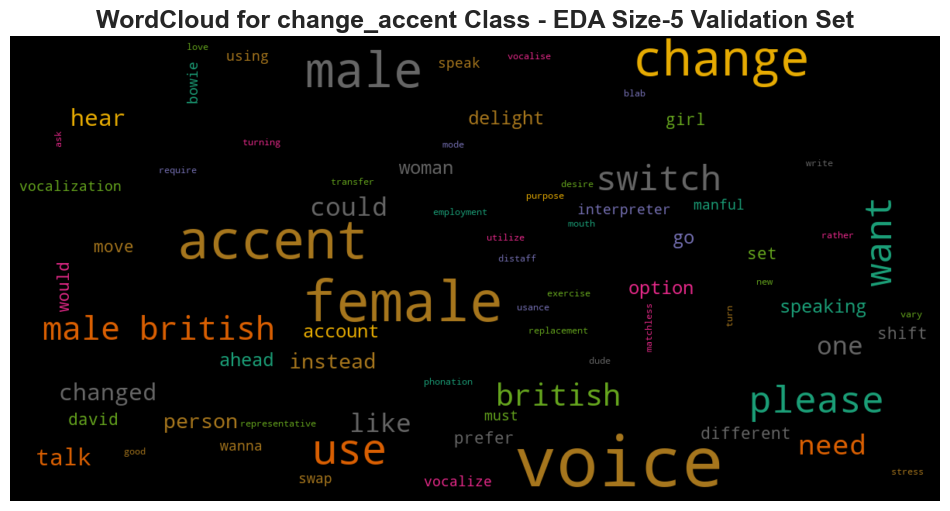 WordCloud for change_accent Class - EDA Size-5 Validation Set
love
using
male
speak
vocalise
change
bowie
blab
hear
delight
girl
ask
turning
mode
require
woman
write
vocalization
transfer
desire
switch
purpose
could
employment
interpreter
manful
want
mouth
accent
move
utilize
go
rather
distaff
set
would
female
exercise
new
option
usance
speaking
matchless
turn
vary
male british
account
replacement
shift
one
ahead
instead
dude
changed
phonation
british
please
david
person
representative
like
must
different
wanna
prefer
use
need
talk
good
voice
swap
vocalize
stress